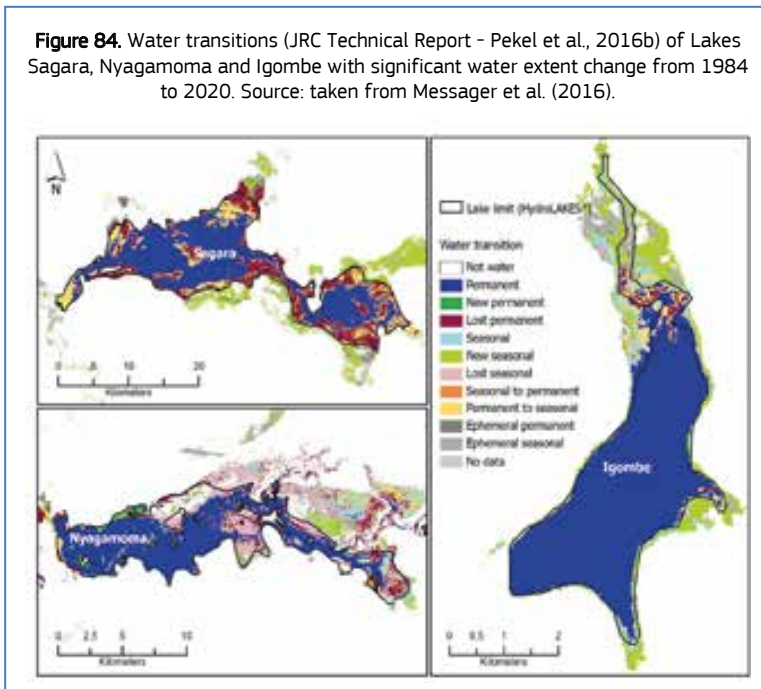 Figure 84. Water transitions (JRC Technical Report - Pekel et al., 2016b) of Lakes
Sagara, Nyagamoma and Igombe with significant water extent change from 1984
to 2020. Source: taken from Messager et al. (2016).
N
Sagara
0 10 20
Kilometers
Nyagamoma
0 2.5 5 10
Kilometers
Lake limit (HydroLAKES
Water transition
Not water
Permanent
New permanent
Lost permanent
Seasonal
New seasonal
Lost seasonal
Seasonal to permanent
Permanent to seasonal
Ephemeral permanent
Ephemeral seasonal
No data
Igombe
0 0.5 1 2
Kilometers